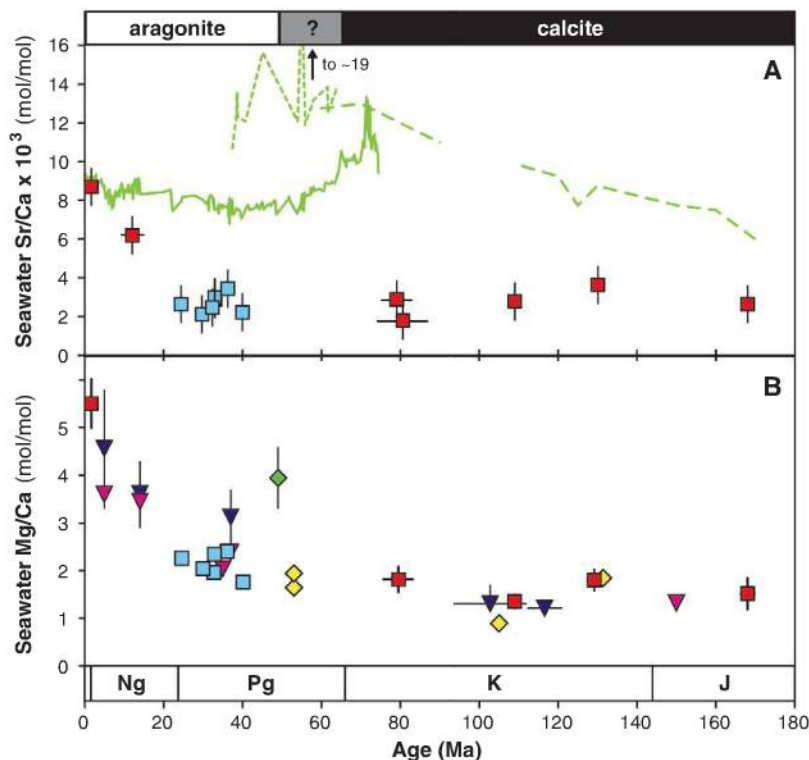 aragonite ? calcite
to ~19
A
Seawater Sr/Ca x 10³ (mol/mol)
16
14
12
10
8
6
4
2
0
B
Seawater Mg/Ca (mol/mol)
5
4
3
2
1
0
Ng Pg K J
0 20 40 60 80 100 120 140 160 180
Age (Ma)